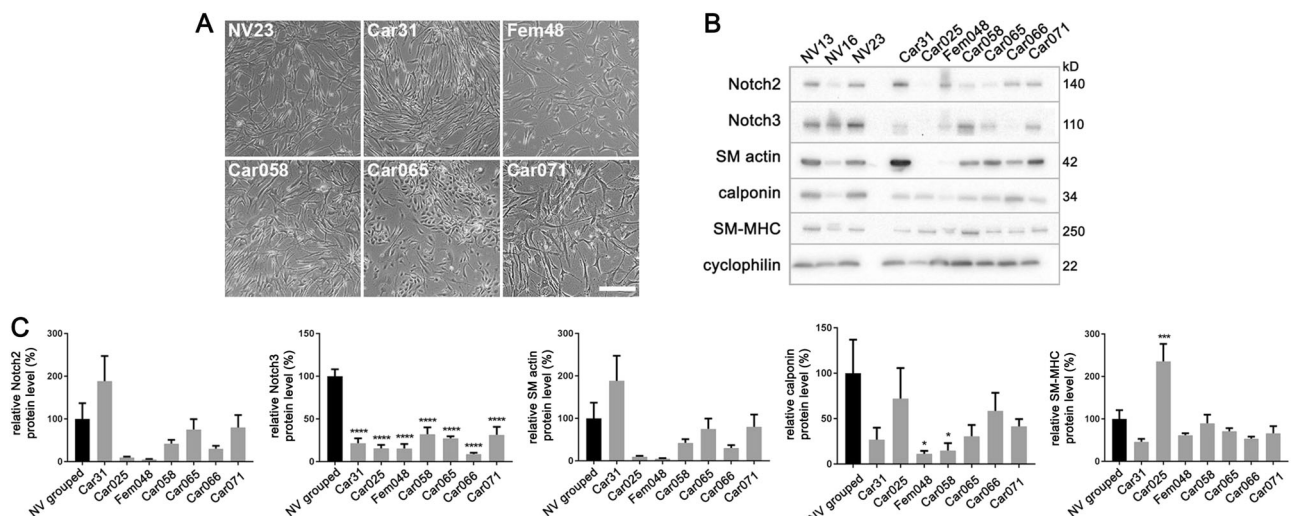 A
NV23
Car31
Fem48
Car058
Car065
Car071
B
NV13
NV16
NV23
Car31
Car025
Fem048
Car058
Car065
Car066
Car071
kD
Notch2
140
Notch3
110
SM actin
42
calponin
34
SM-MHC
250
cyclophilin
22
C
relative Notch2
protein level (%)
300
200
100
0
NV grouped
Car31
Car025
Fem048
Car058
Car065
Car066
Car071
relative Notch3
protein level (%)
150
100
50
0
****
****
****
****
****
****
****
NV grouped
Car31
Car025
Fem048
Car058
Car065
Car066
Car071
relative SM actin
protein level (%)
300
200
100
0
NV grouped
Car31
Car025
Fem048
Car058
Car065
Car066
Car071
relative calponin
protein level (%)
150
100
50
0
*
*
NV grouped
Car31
Car025
Fem048
Car058
Car065
Car066
Car071
relative SM-MHC
protein level (%)
300
200
100
0
***
NV grouped
Car31
Car025
Fem048
Car058
Car065
Car066
Car071